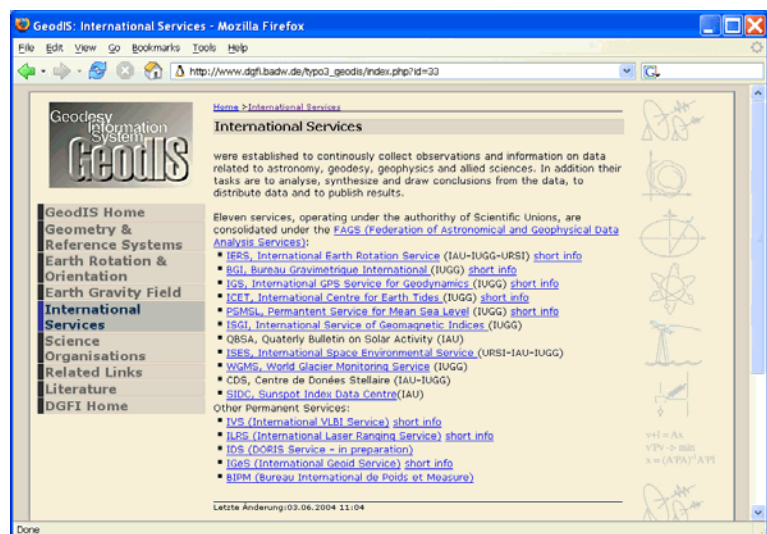 GeodIS: International Services - Mozilla Firefox
File Edit View Go Bookmarks Tools Help
http://www.dgfi.badw.de/typo3_geodis/index.php?id=33
Geodesy
Information
System
GeodIS
GeodIS Home
Geometry &
Reference Systems
Earth Rotation &
Orientation
Earth Gravity Field
International
Services
Science
Organisations
Related Links
Literature
DGFI Home
Home >International Services
International Services
were established to continously collect observations and information on data
related to astronomy, geodesy, geophysics and allied sciences. In addition their
tasks are to analyse, synthesize and draw conclusions from the data, to
distribute data and to publish results.
Eleven services, operating under the authorithy of Scientific Unions, are
consolidated under the FAGS (Federation of Astronomical and Geophysical Data
Analysis Services):
IERS, International Earth Rotation Service (IAU-IUGG-URSI) short info
BGI, Bureau Gravimetrique International (IUGG) short info
IGS, International GPS Service for Geodynamics (IUGG) short info
ICET, International Centre for Earth Tides (IUGG) short info
PSMSL, Permantent Service for Mean Sea Level (IUGG) short info
ISGI, International Service of Geomagnetic Indices (IUGG)
QBSA, Quaterly Bulletin on Solar Activity (IAU)
ISES, International Space Environmental Service (URSI-IAU-IUGG)
WGMS, World Glacier Monitoring Service (IUGG)
CDS, Centre de Donées Stellaire (IAU-IUGG)
SIDC, Sunspot Index Data Centre(IAU)
Other Permanent Services:
IVS (International VLBI Service) short info
ILRS (International Laser Ranging Service) short info
IDS (DORIS Service - in preparation)
IGeS (International Geoid Service) short info
BIPM (Bureau International de Poids et Measure)
Letzte Änderung:03.06.2004 11:04
v+l = Ax
Done